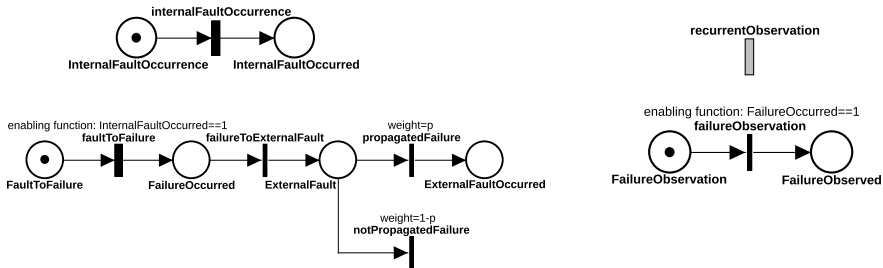 internalFaultOccurrence
InternalFaultOccurrence
InternalFaultOccurred
recurrentObservation
enabling function: InternalFaultOccurred==1
faultToFailure
failureToExternalFault
weight=p
propagatedFailure
FaultToFailure
FailureOccurred
ExternalFault
ExternalFaultOccurred
weight=1-p
notPropagatedFailure
enabling function: FailureOccurred==1
failureObservation
FailureObservation
FailureObserved